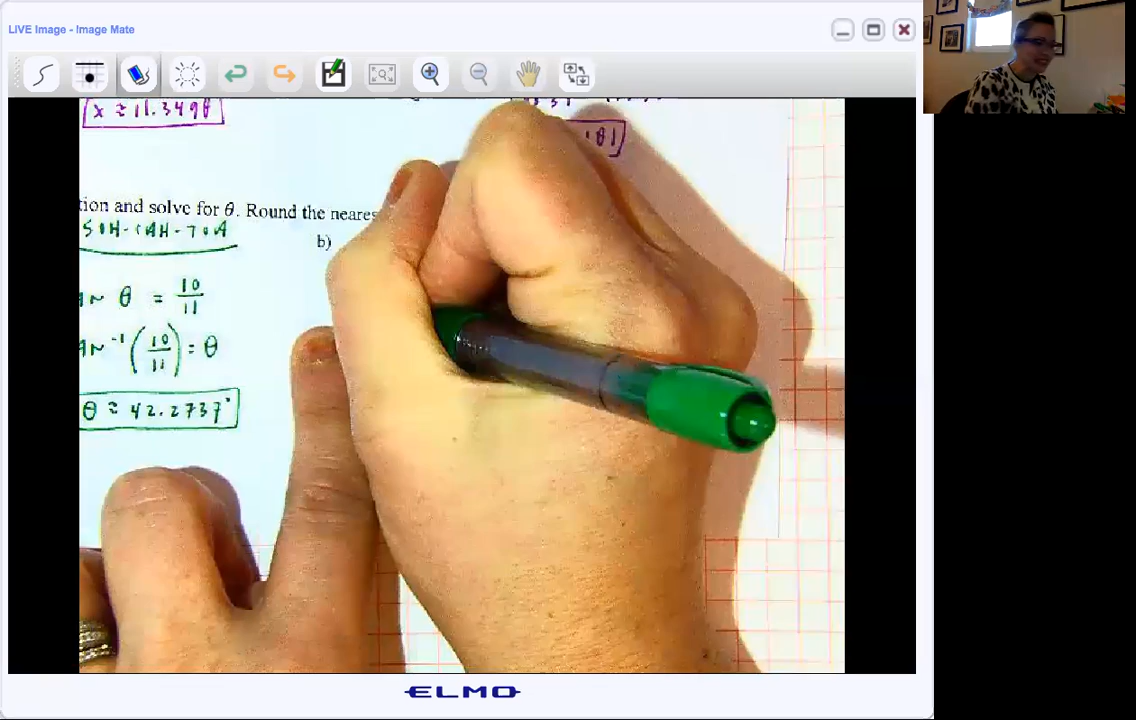 LIVE Image - Image Mate
x ≈ 11.3498
tion and solve for θ. Round the neares
SOH-CAH-TOA
b)
AN θ = 10/11
AN⁻¹(10/11) = θ
θ ≈ 42.2737°
ELMO